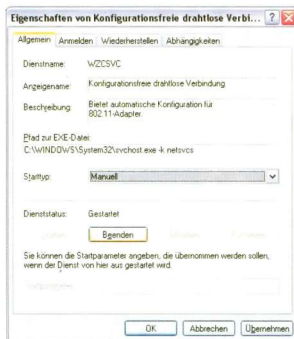 Eigenschaften von Konfigurationsfreie drahtlose Verbi...
Allgemein Anmelden Wiederherstellen Abhängigkeiten
Dienstname: WZCSVC
Angezeigename: Konfigurationsfreie drahtlose Verbindung
Beschreibung: Bietet automatische Konfiguration für
802.11-Adapter.
Pfad zur EXE-Datei:
C:\WINDOWS\System32\svchost.exe -k netsvcs
Starttyp: Manuell
Dienststatus: Gestartet
Beenden
Sie können die Startparameter angeben, die übernommen werden sollen,
wenn der Dienst von hier aus gestartet wird.
OK Abbrechen Übernehmen